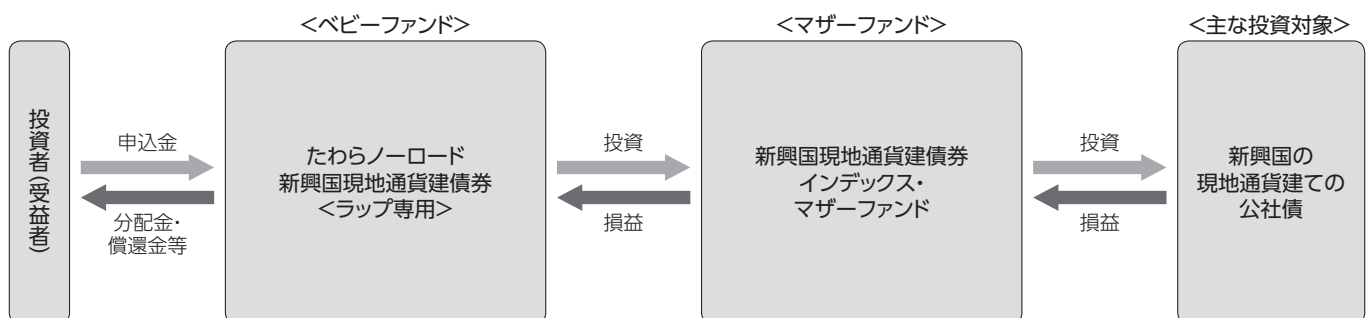 <ベビーファンド>
<マザーファンド>
<主な投資対象>
投資者(受益者)
申込金
分配金・
償還金等
たわらノーロード
新興国現地通貨建債券
<ラップ専用>
投資
損益
新興国現地通貨建債券
インデックス・
マザーファンド
投資
損益
新興国の
現地通貨建ての
公社債